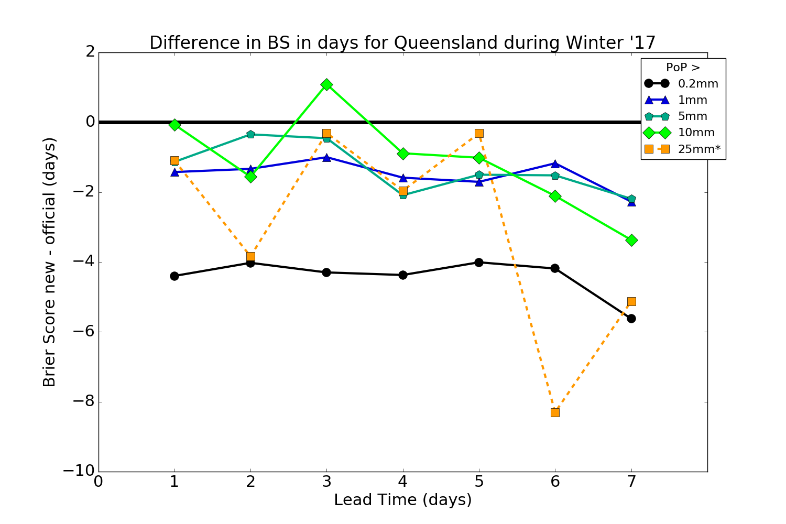 Difference in BS in days for Queensland during Winter '17
PoP >
0.2mm
1mm
5mm
10mm
25mm*
Brier Score new - official (days)
2
0
−2
−4
−6
−8
−10
0 1 2 3 4 5 6 7
Lead Time (days)